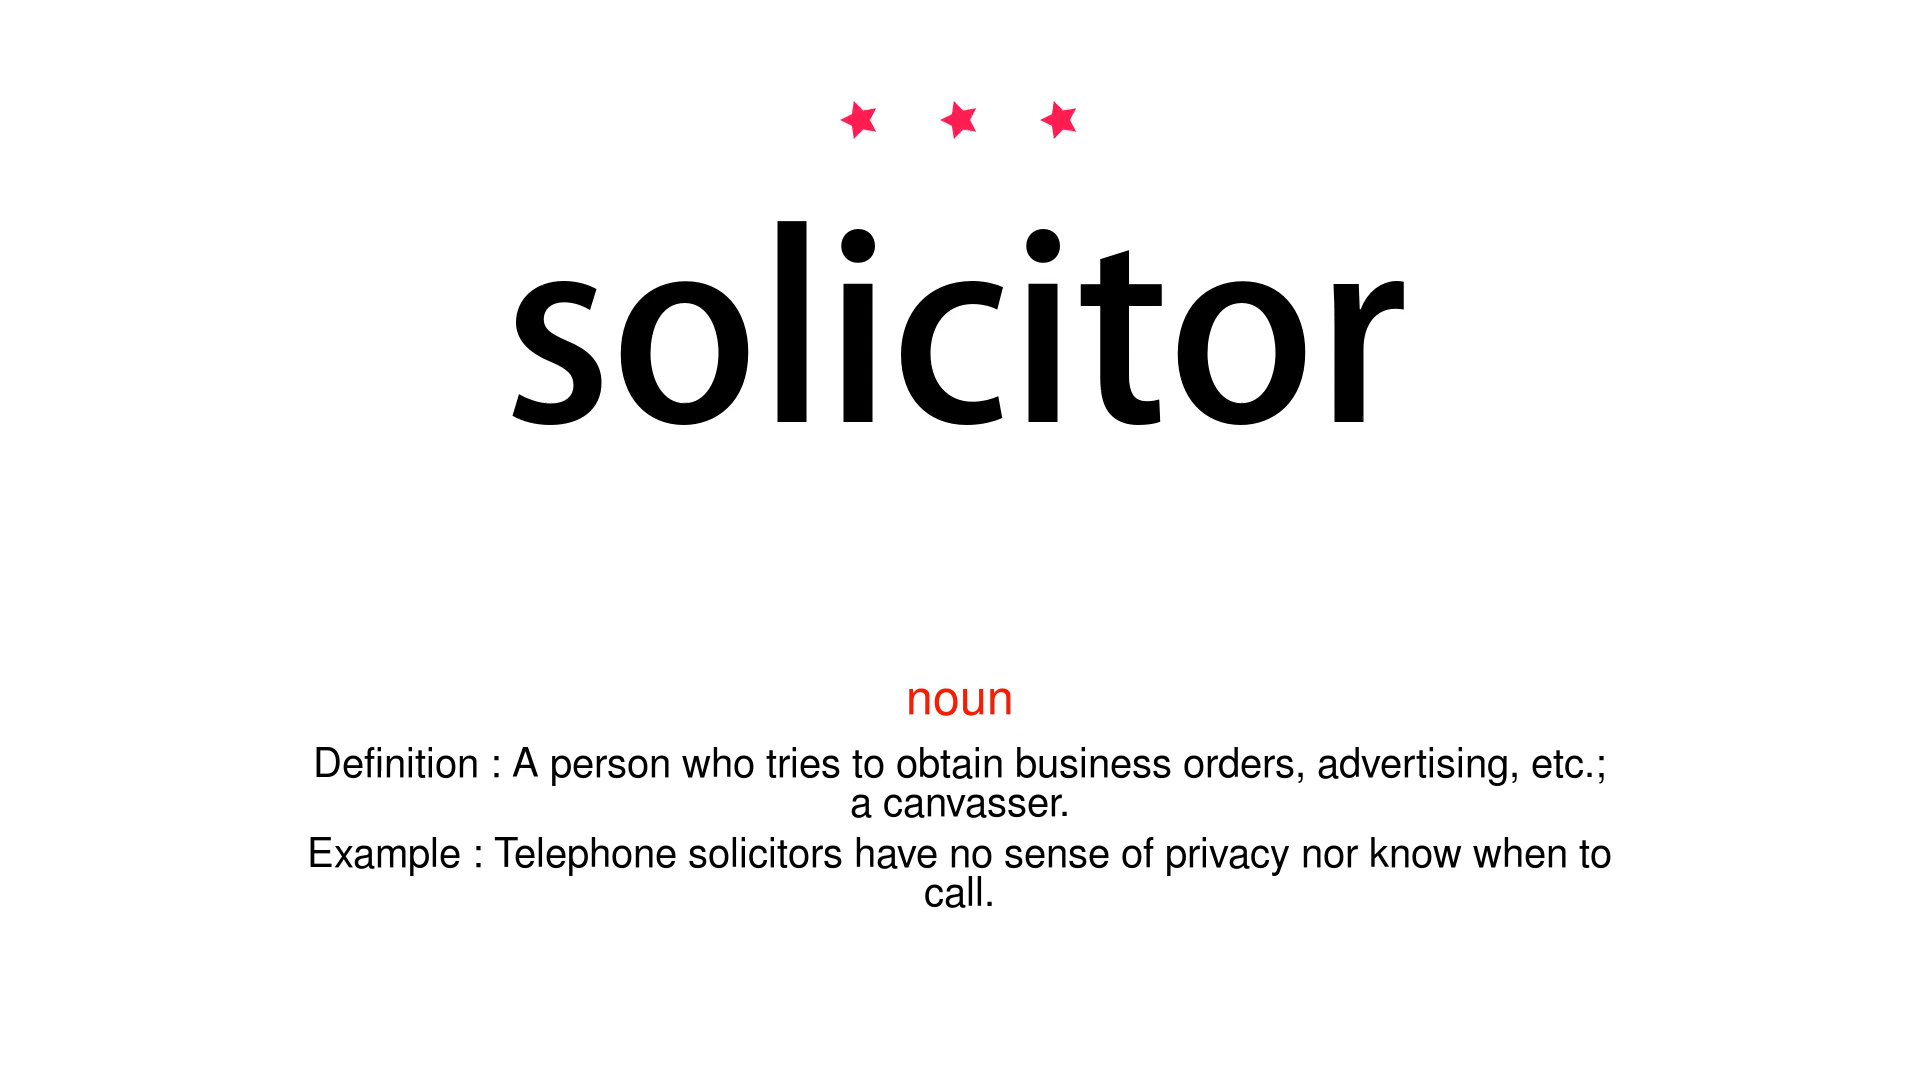 solicitor
noun
Definition : A person who tries to obtain business orders, advertising, etc.;
a canvasser.
Example : Telephone solicitors have no sense of privacy nor know when to
call.